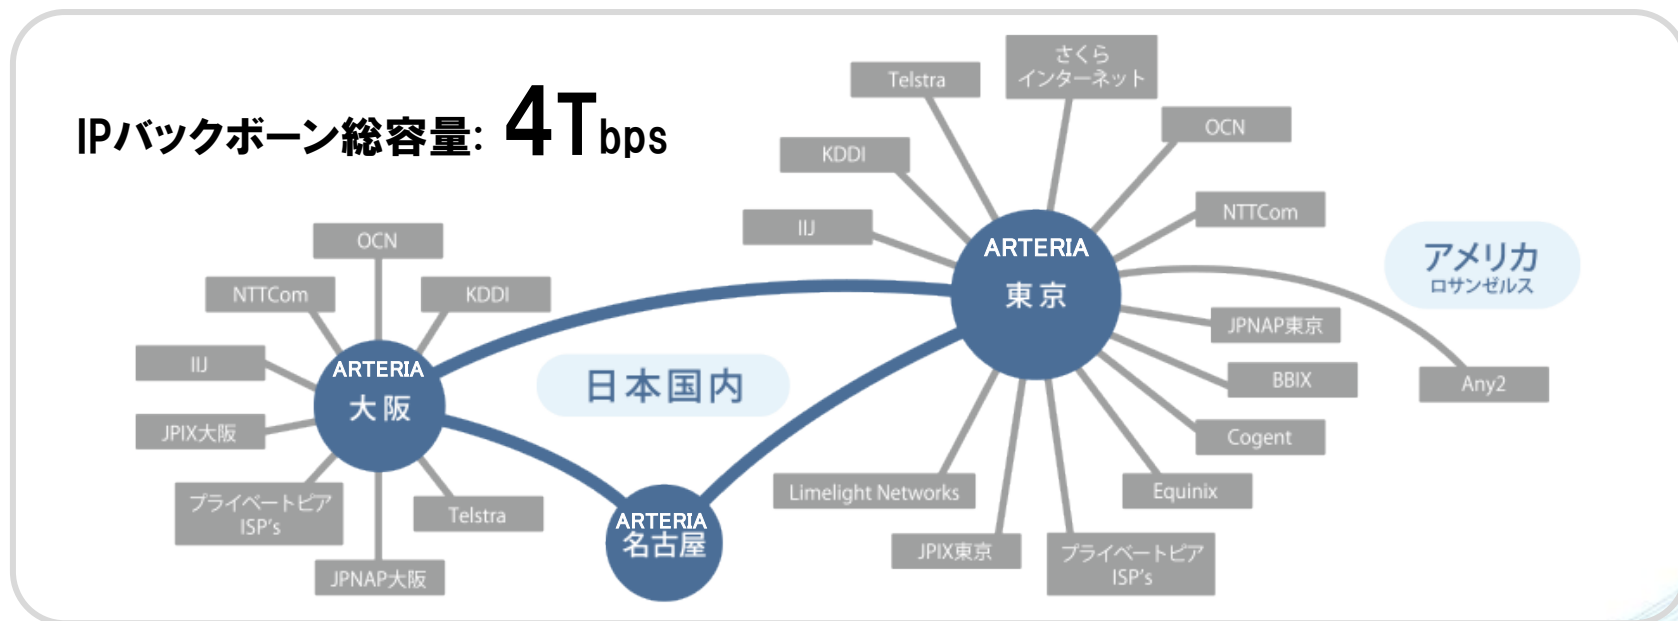 IPバックボーン総容量: 4Tbps
さくら
インターネット
Telstra
OCN
KDDI
NTTCom
IIJ
ARTERIA
東京
アメリカ
ロサンゼルス
JPNAP東京
BBIX
Any2
Cogent
Equinix
Limelight Networks
JPIX東京
プライベートピア
ISP's
日本国内
OCN
NTTCom
KDDI
IIJ
ARTERIA
大阪
JPIX大阪
プライベートピア
ISP's
Telstra
JPNAP大阪
ARTERIA
名古屋